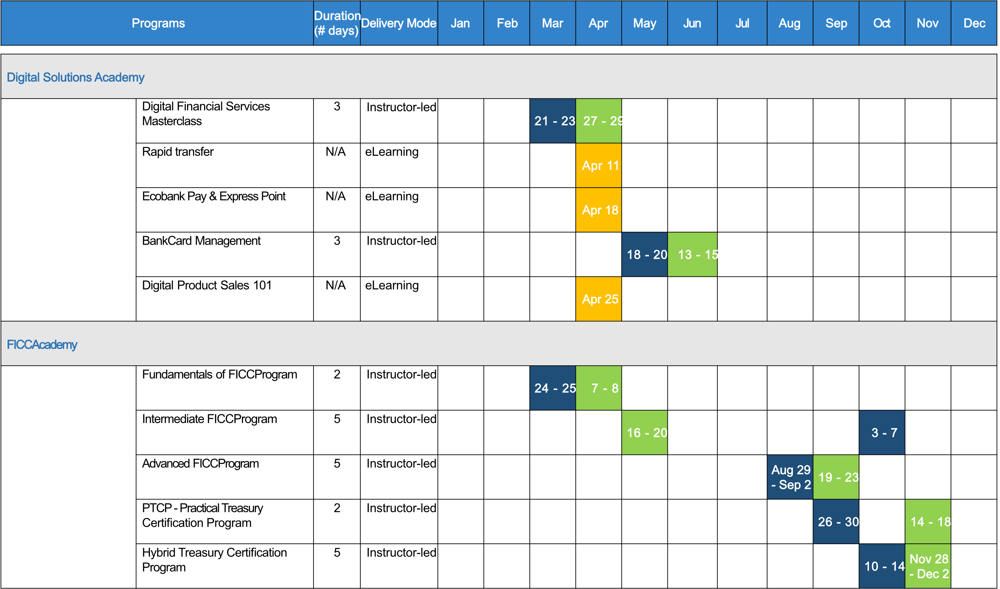 Programs Duration (# days) Delivery Mode Jan Feb Mar Apr May Jun Jul Aug Sep Oct Nov Dec
Digital Solutions Academy
Digital Financial Services Masterclass 3 Instructor-led 21 - 23 27 - 29
Rapid transfer N/A eLearning Apr 11
Ecobank Pay & Express Point N/A eLearning Apr 18
BankCard Management 3 Instructor-led 18 - 20 13 - 15
Digital Product Sales 101 N/A eLearning Apr 25
FICCAcademy
Fundamentals of FICCProgram 2 Instructor-led 24 - 25 7 - 8
Intermediate FICCProgram 5 Instructor-led 16 - 20 3 - 7
Advanced FICCProgram 5 Instructor-led Aug 29 - Sep 2 19 - 23
PTCP - Practical Treasury Certification Program 2 Instructor-led 26 - 30 14 - 18
Hybrid Treasury Certification Program 5 Instructor-led 10 - 14 Nov 28 - Dec 2